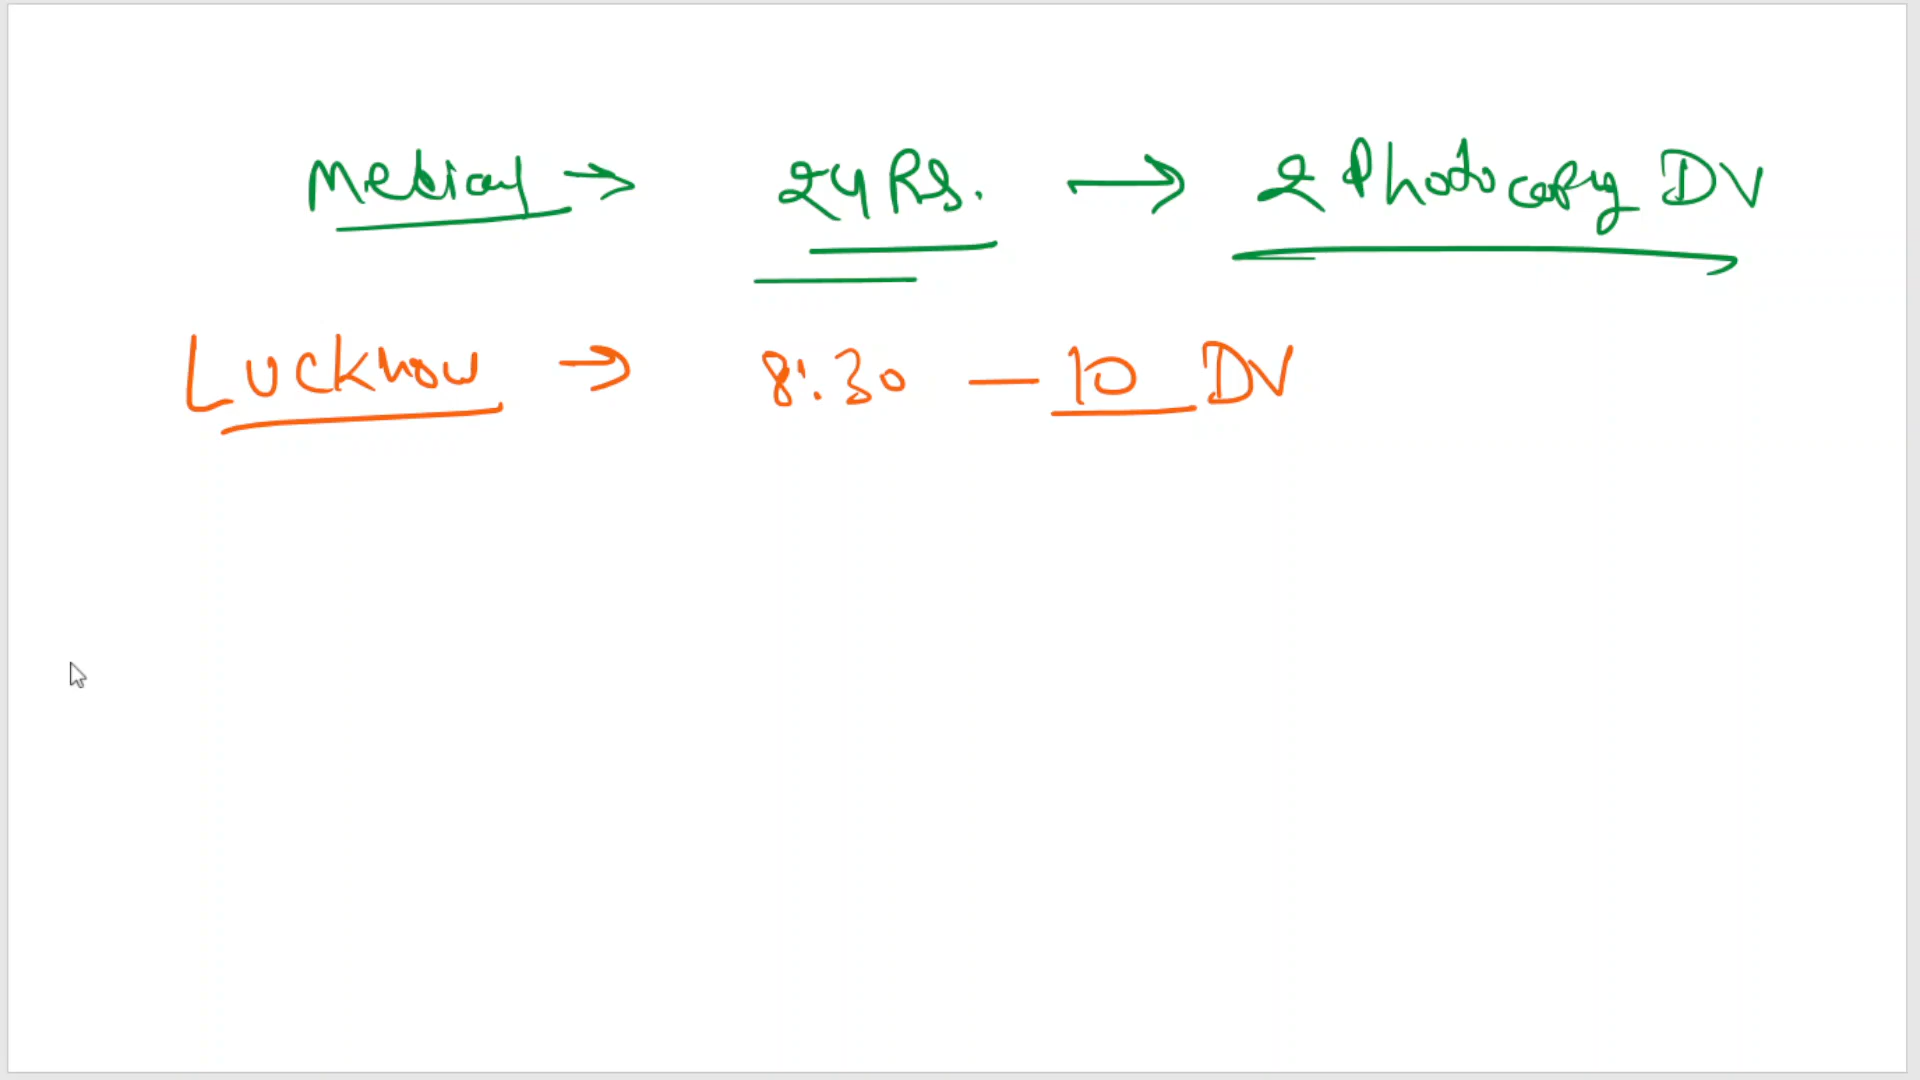 Medical → 24 Rs. → 2 Photocopy DV
Lucknow → 8:30 — 10 DV